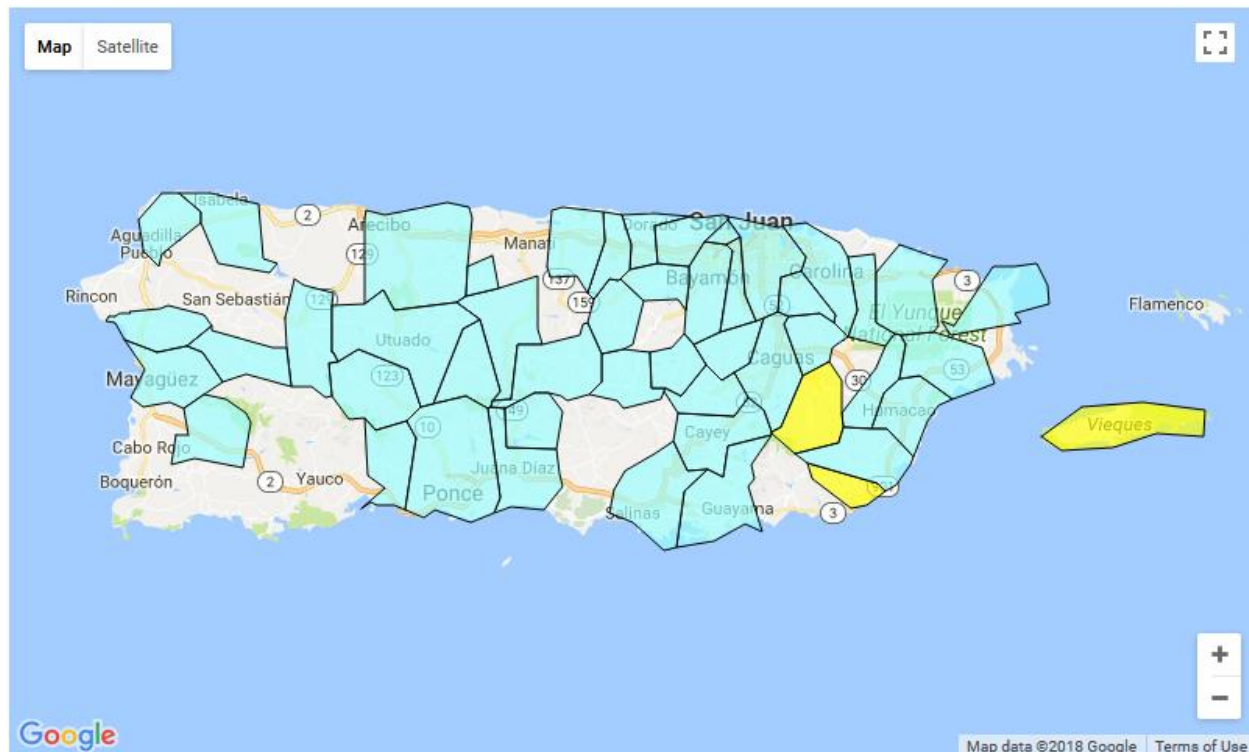 Map Satellite
Isabela
2
San Juan
Arecibo
Dorado
Aguadilla
Pueblo
Manatí
129
Bayamón
Carolina
3
137
Rincon
San Sebastián
129
159
52
Flamenco
El Yunque
National Forest
Utuado
Caguas
Mayagüez
123
30
53
Humacao
Vieques
10
149
Cayey
Cabo Rojo
Juana Díaz
Boquerón
2
Yauco
Ponce
901
Salinas
Guayama
3
+
−
Google
Map data ©2018 Google Terms of Use